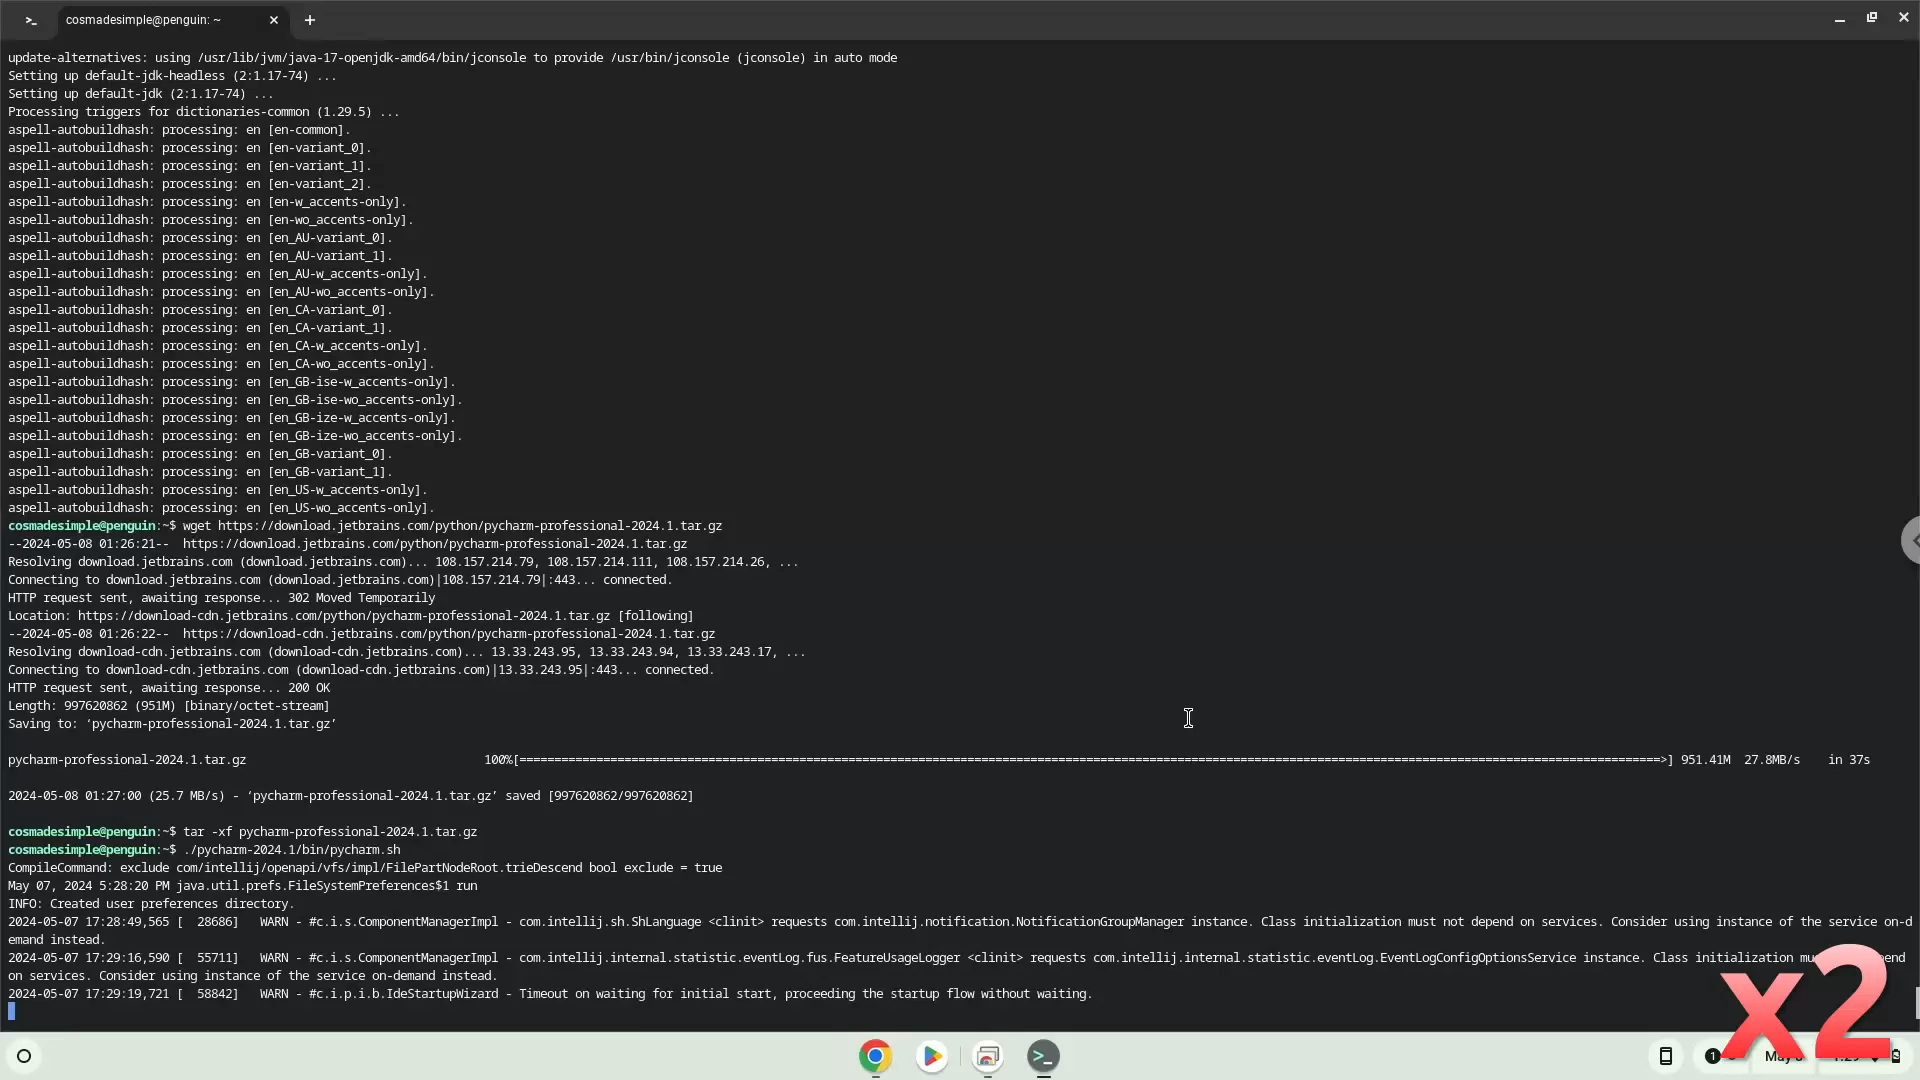 cosmadesimple@penguin: ~
update-alternatives: using /usr/lib/jvm/java-17-openjdk-amd64/bin/jconsole to provide /usr/bin/jconsole (jconsole) in auto mode
Setting up default-jdk-headless (2:1.17-74) ...
Setting up default-jdk (2:1.17-74) ...
Processing triggers for dictionaries-common (1.29.5) ...
aspell-autobuildhash: processing: en [en-common].
aspell-autobuildhash: processing: en [en-variant_0].
aspell-autobuildhash: processing: en [en-variant_1].
aspell-autobuildhash: processing: en [en-variant_2].
aspell-autobuildhash: processing: en [en-w_accents-only].
aspell-autobuildhash: processing: en [en-wo_accents-only].
aspell-autobuildhash: processing: en [en_AU-variant_0].
aspell-autobuildhash: processing: en [en_AU-variant_1].
aspell-autobuildhash: processing: en [en_AU-w_accents-only].
aspell-autobuildhash: processing: en [en_AU-wo_accents-only].
aspell-autobuildhash: processing: en [en_CA-variant_0].
aspell-autobuildhash: processing: en [en_CA-variant_1].
aspell-autobuildhash: processing: en [en_CA-w_accents-only].
aspell-autobuildhash: processing: en [en_CA-wo_accents-only].
aspell-autobuildhash: processing: en [en_GB-ise-w_accents-only].
aspell-autobuildhash: processing: en [en_GB-ise-wo_accents-only].
aspell-autobuildhash: processing: en [en_GB-ize-w_accents-only].
aspell-autobuildhash: processing: en [en_GB-ize-wo_accents-only].
aspell-autobuildhash: processing: en [en_GB-variant_0].
aspell-autobuildhash: processing: en [en_GB-variant_1].
aspell-autobuildhash: processing: en [en_US-w_accents-only].
aspell-autobuildhash: processing: en [en_US-wo_accents-only].
cosmadesimple@penguin:~$ wget https://download.jetbrains.com/python/pycharm-professional-2024.1.tar.gz
--2024-05-08 01:26:21--  https://download.jetbrains.com/python/pycharm-professional-2024.1.tar.gz
Resolving download.jetbrains.com (download.jetbrains.com)... 108.157.214.79, 108.157.214.111, 108.157.214.26, ...
Connecting to download.jetbrains.com (download.jetbrains.com)|108.157.214.79|:443... connected.
HTTP request sent, awaiting response... 302 Moved Temporarily
Location: https://download-cdn.jetbrains.com/python/pycharm-professional-2024.1.tar.gz [following]
--2024-05-08 01:26:22--  https://download-cdn.jetbrains.com/python/pycharm-professional-2024.1.tar.gz
Resolving download-cdn.jetbrains.com (download-cdn.jetbrains.com)... 13.33.243.95, 13.33.243.94, 13.33.243.17, ...
Connecting to download-cdn.jetbrains.com (download-cdn.jetbrains.com)|13.33.243.95|:443... connected.
HTTP request sent, awaiting response... 200 OK
Length: 997620862 (951M) [binary/octet-stream]
Saving to: ‘pycharm-professional-2024.1.tar.gz’
pycharm-professional-2024.1.tar.gz 100%[===================>] 951.41M 27.8MB/s in 37s
2024-05-08 01:27:00 (25.7 MB/s) - ‘pycharm-professional-2024.1.tar.gz’ saved [997620862/997620862]
cosmadesimple@penguin:~$ tar -xf pycharm-professional-2024.1.tar.gz
cosmadesimple@penguin:~$ ./pycharm-2024.1/bin/pycharm.sh
CompileCommand: exclude com/intellij/openapi/vfs/impl/FilePartNodeRoot.trieDescend bool exclude = true
May 07, 2024 5:28:20 PM java.util.prefs.FileSystemPreferences$1 run
INFO: Created user preferences directory.
2024-05-07 17:28:49,565 [  28686]   WARN - #c.i.s.ComponentManagerImpl - com.intellij.sh.ShLanguage <clinit> requests com.intellij.notification.NotificationGroupManager instance. Class initialization must not depend on services. Consider using instance of the service on-d
emand instead.
2024-05-07 17:29:16,590 [  55711]   WARN - #c.i.s.ComponentManagerImpl - com.intellij.internal.statistic.eventLog.fus.FeatureUsageLogger <clinit> requests com.intellij.internal.statistic.eventLog.EventLogConfigOptionsService instance. Class initialization
on services. Consider using instance of the service on-demand instead.
2024-05-07 17:29:19,721 [  58842]   WARN - #c.i.p.i.b.IdeStartupWizard - Timeout on waiting for initial start, proceeding the startup flow without waiting.
x2
1
May